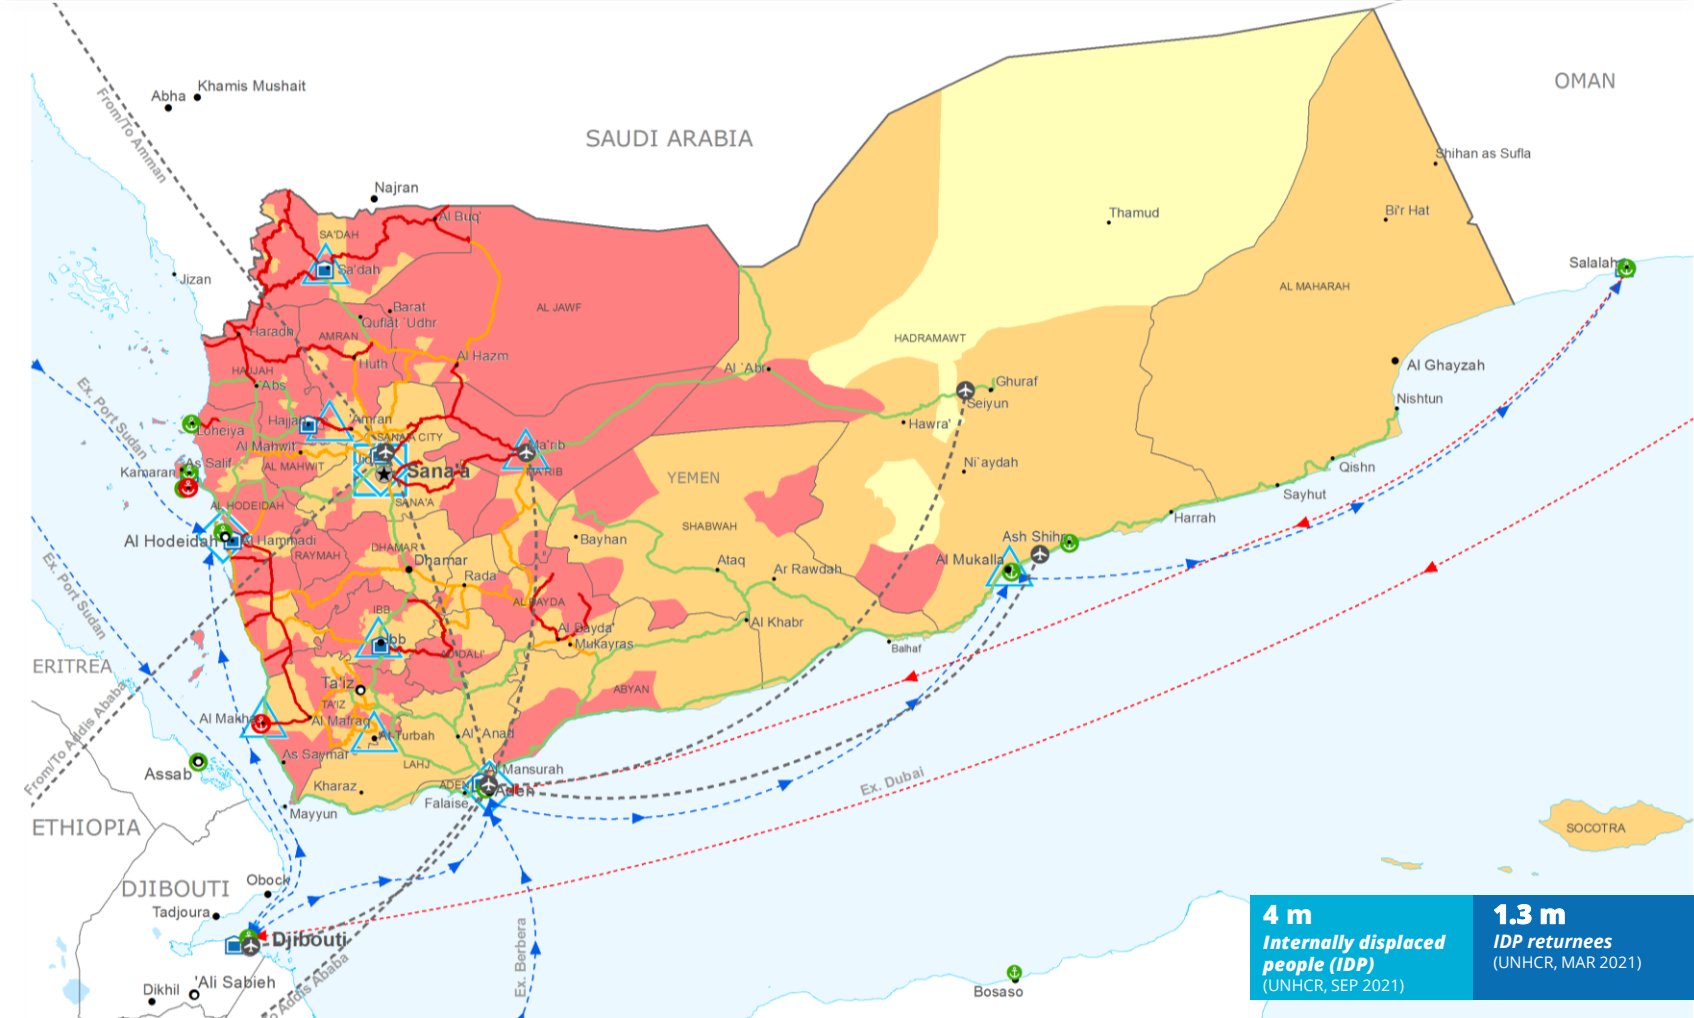 Khamis Mushait
Abha
From/To Amman
SAUDI ARABIA
OMAN
Shihan as Sufla
Najran
Al Buq'
Thamud
Bi'r Hat
SA'DAH
Sa'dah
Jizan
Salalah
AL MAHARAH
Barat
Qufiat `Udhr
AL JAWF
Haradh
AMRAN
HADRAMAWT
Huth
Al Hazm
HAJJAH
Abs
Al 'Abr
Al Ghayzah
Ghuraf
Seiyun
Nishtun
Ex. Port Sudan
Loheiya
Hajjah
'Amran
SANA'A CITY
Hawra'
Al Mahwit
Ma'rib
As Salif
Kamaran
AL MAHWIT
Sana'a
MA'RIB
YEMEN
Ni`aydah
Qishn
Sayhut
AL HODEIDAH
SANA'A
SHABWAH
Harrah
Al Hodeidah
Al Hammadi
RAYMAH
DHAMAR
Bayhan
Ash Shihr
Dhamar
Ataq
Al Mukalla
Ar Rawdah
Rada
Ex. Port Sudan
IBB
AL BAYDA
Ibb
Al Bayda'
Al Khabr
Mukayras
AD DALI'
Balhaf
ERITREA
Ta'iz
ABYAN
TA'IZ
Al Makha
Al Mafraq
At Turbah
Al `Anad
From/To Addis Ababa
As Saymar
LAHJ
Al Mansurah
Assab
Kharaz
ADEN
Aden
Falaise
Ex. Dubai
Mayyun
ETHIOPIA
SOCOTRA
DJIBOUTI
Obock
Tadjoura
Djibouti
Ex. Berbera
To Addis Ababa
'Ali Sabieh
Dikhil
Bosaso
4 m
Internally displaced
people (IDP)
(UNHCR, SEP 2021)
1.3 m
IDP returnees
(UNHCR, MAR 2021)